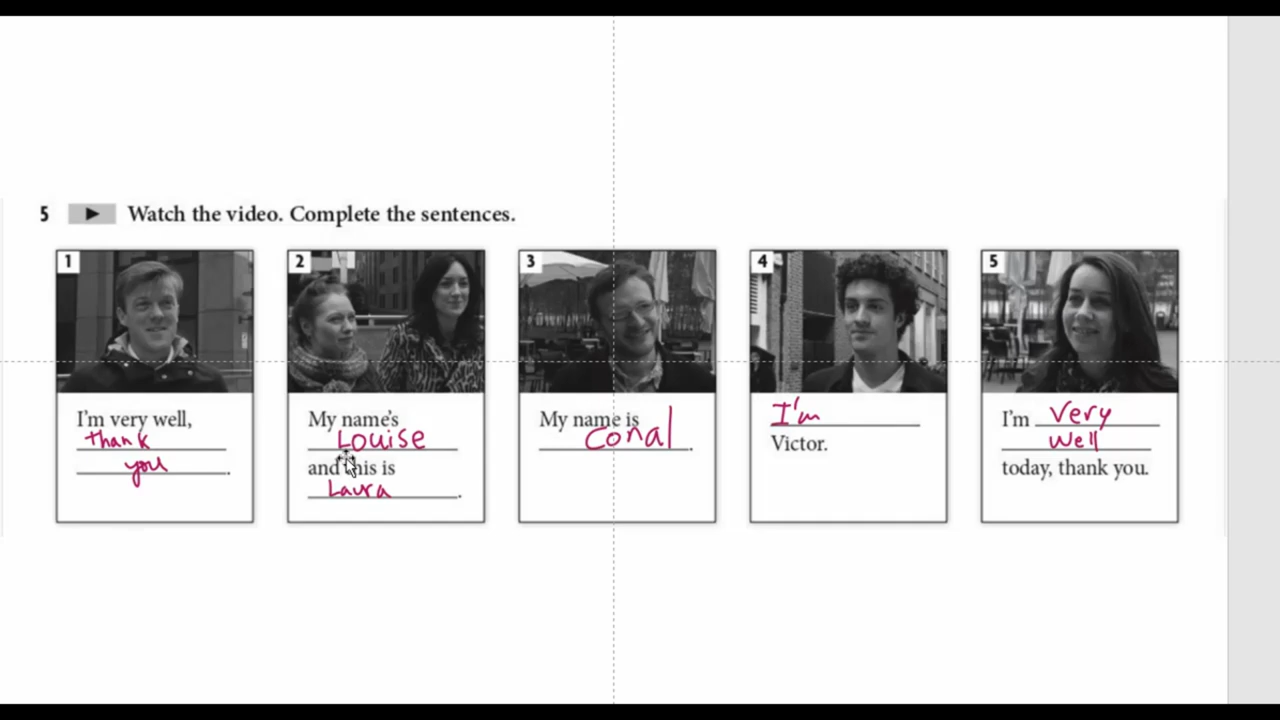 5 Watch the video. Complete the sentences.
1
I'm very well,
thank
you.
2
My name's
Louise
and this is
Laura.
3
My name is
Conal.
4
I'm
Victor.
5
I'm very
well
today, thank you.